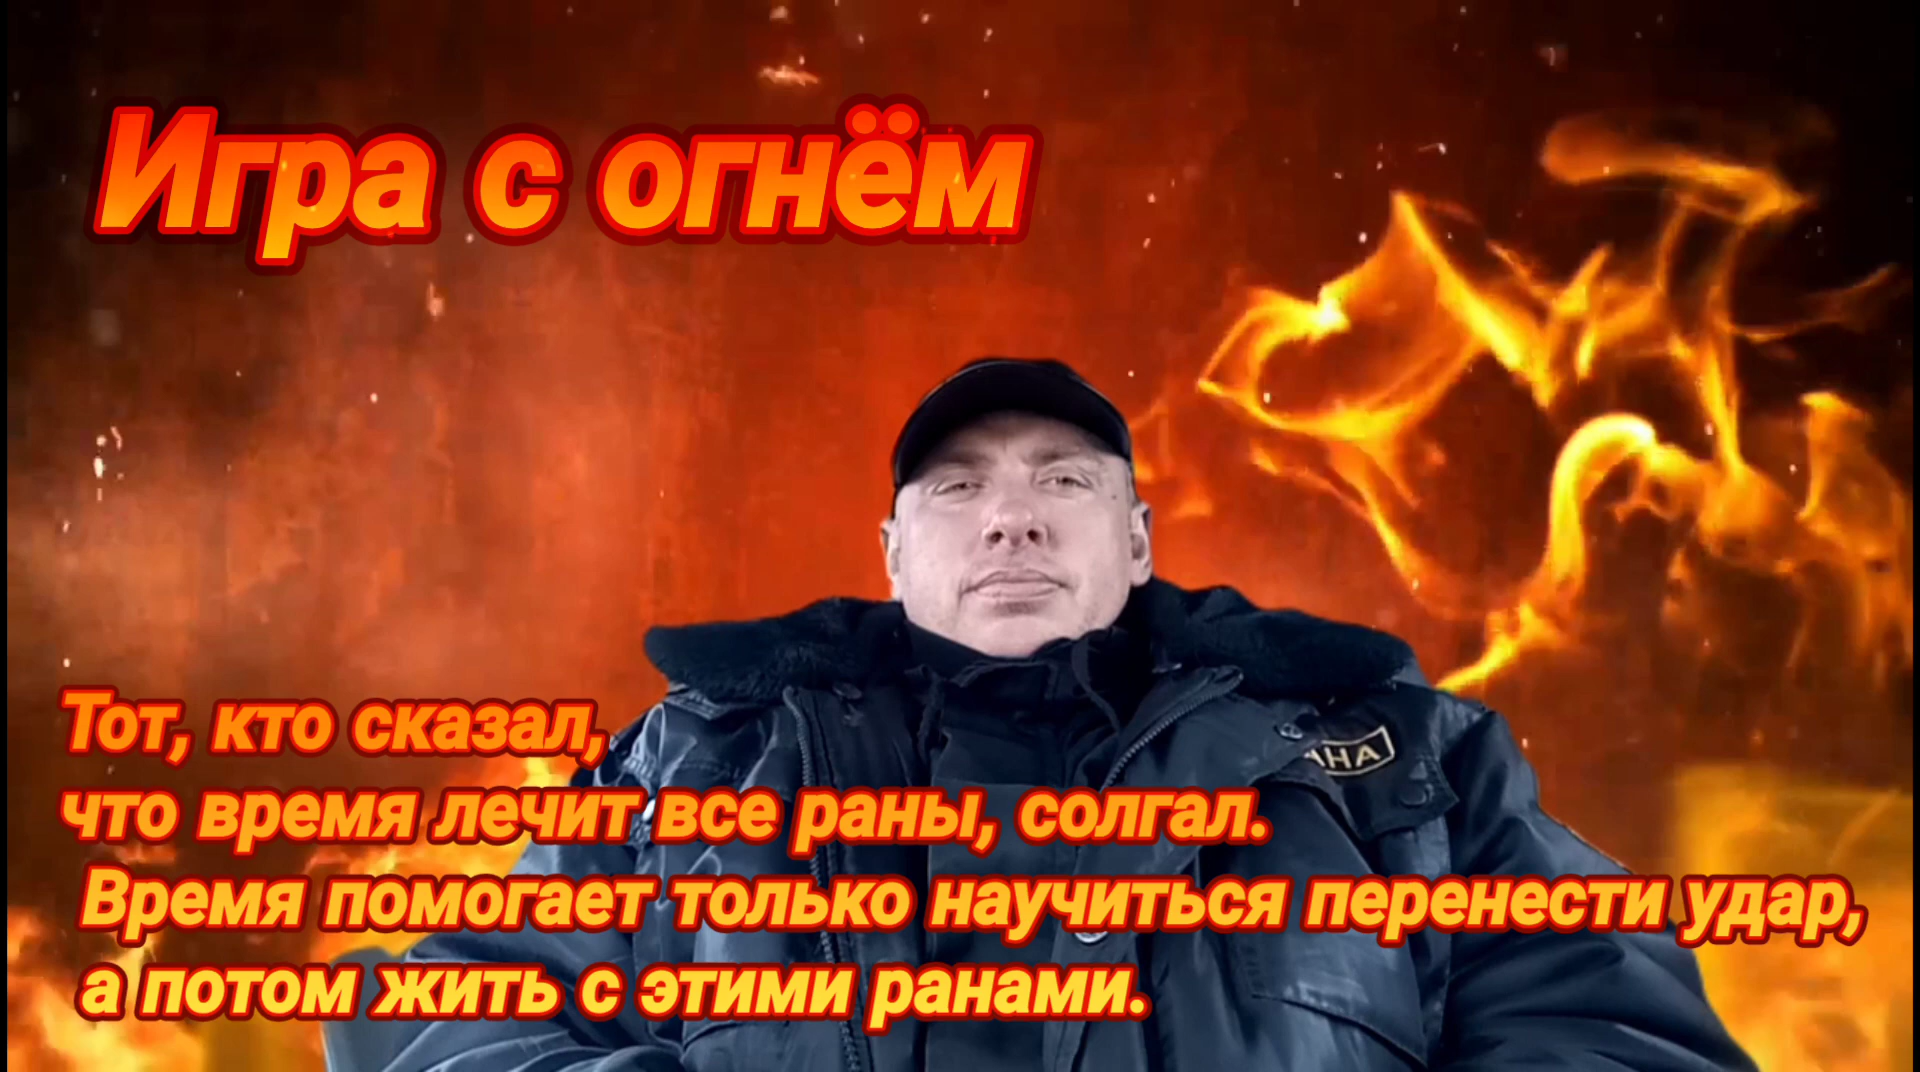 Игра с огнём
АНА
Тот, кто сказал,
что время лечит все раны, солгал.
Время помогает только научиться перенести удар,
а потом жить с этими ранами.